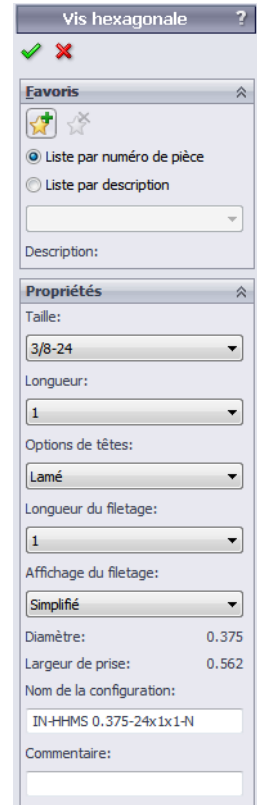 Vis hexagonale ?
Favoris
Liste par numéro de pièce
Liste par description
Description:
Propriétés
Taille:
3/8-24
Longueur:
1
Options de têtes:
Lamé
Longueur du filetage:
1
Affichage du filetage:
Simplifié
Diamètre: 0.375
Largeur de prise: 0.562
Nom de la configuration:
IN-HHMS 0.375-24x1x1-N
Commentaire: